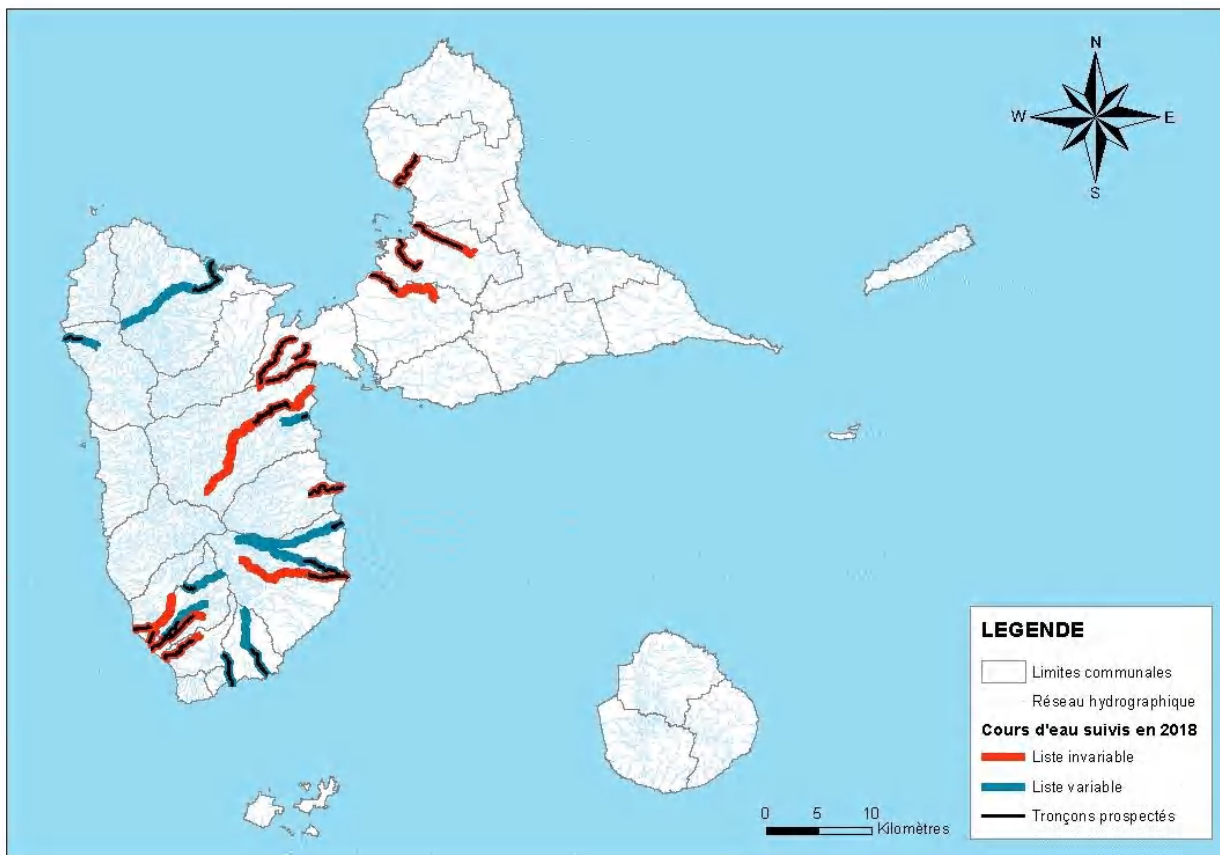 N
W E
S
LEGENDE
Limites communales
Réseau hydrographique
Cours d'eau suivis en 2018
Liste invariable
Liste variable
Tronçons prospectés
0 5 10
Kilomètres